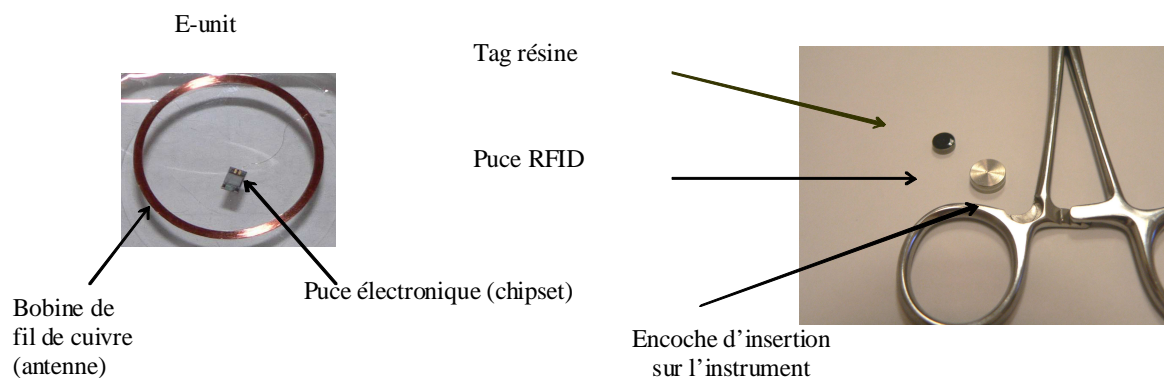 E-unit
Bobine de
fil de cuivre
(antenne)
Puce électronique (chipset)
Tag résine
Puce RFID
Encoche d’insertion
sur l’instrument